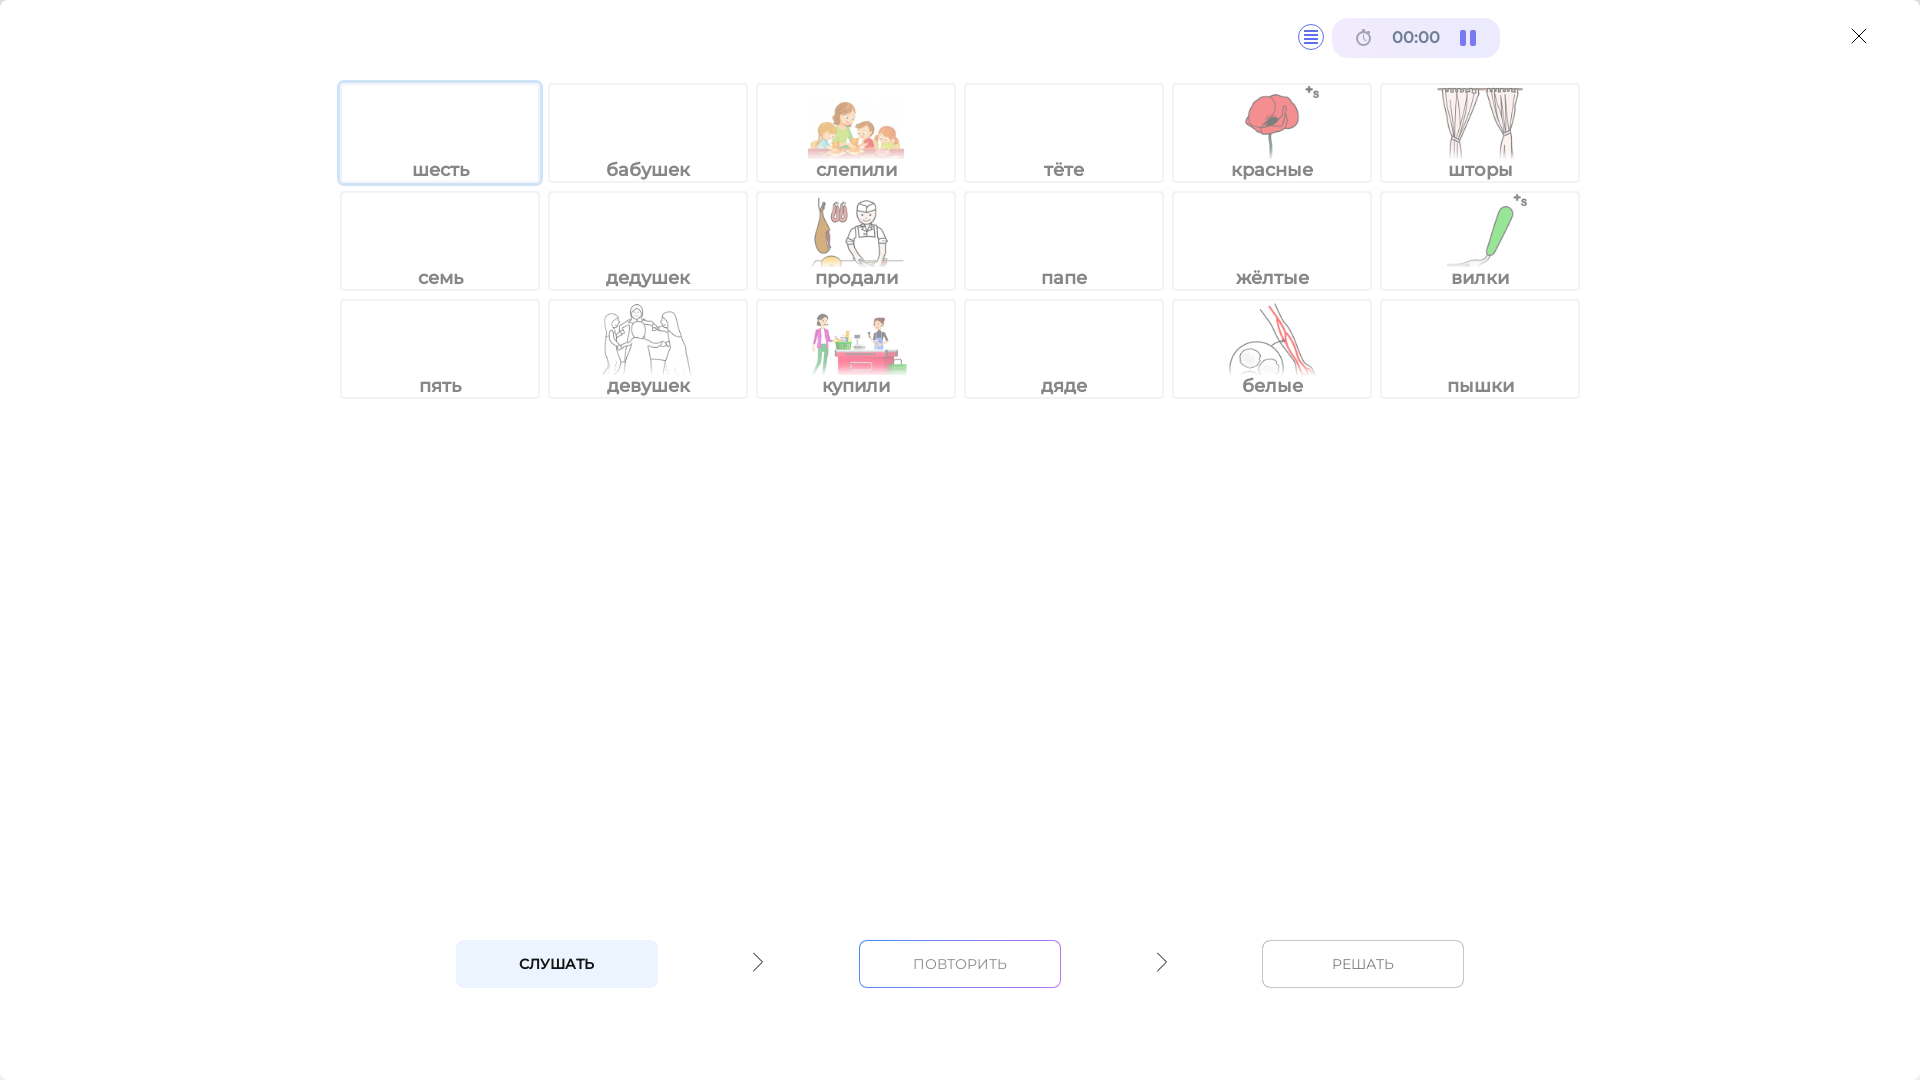 00:00
+s
шесть бабушек слепили тёте красные шторы
+s
семь дедушек продали папе жёлтые вилки
пять девушек купили дяде белые пышки
СЛУШАТЬ ПОВТОРИТЬ РЕШАТЬ